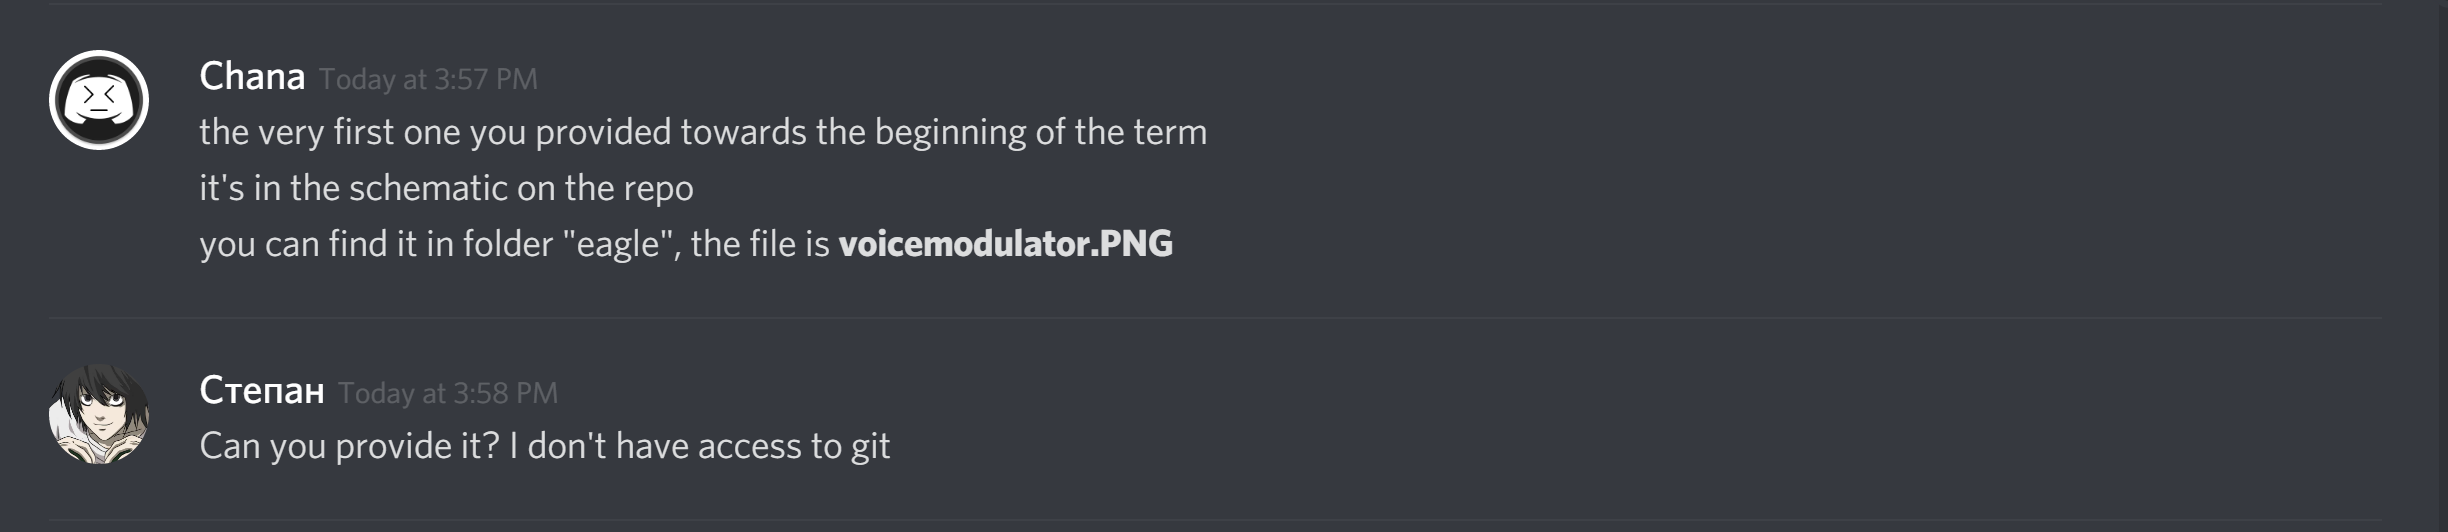 Chana Today at 3:57 PM
the very first one you provided towards the beginning of the term
it's in the schematic on the repo
you can find it in folder "eagle", the file is voicemodulator.PNG
Степан Today at 3:58 PM
Can you provide it? I don't have access to git